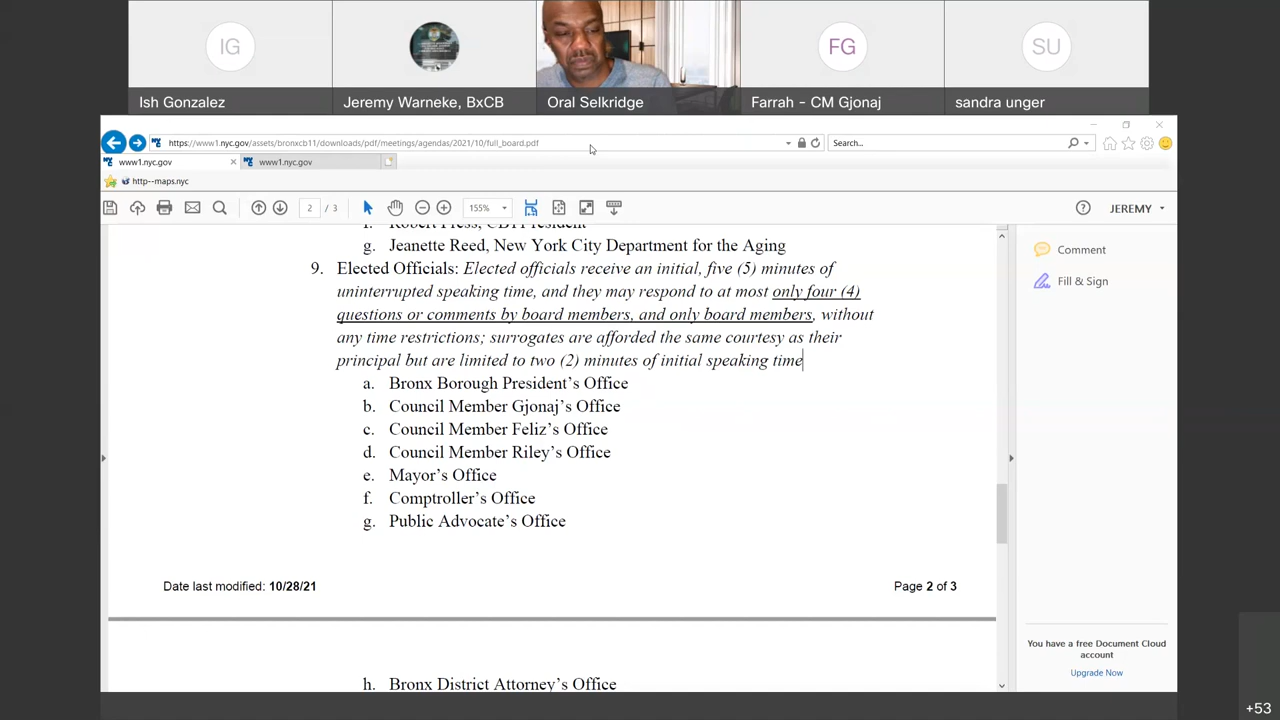 IG
FG
SU
Ish Gonzalez
Jeremy Warneke, BxCB
Oral Selkridge
Farrah - CM Gjonaj
sandra unger
https://www1.nyc.gov/assets/bronxcb11/downloads/pdf/meetings/agendas/2021/10/full_board.pdf
Search...
www1.nyc.gov
www1.nyc.gov
http--maps.nyc
2 / 3
155%
JEREMY
g. Jeanette Reed, New York City Department for the Aging
9. Elected Officials: Elected officials receive an initial, five (5) minutes of
uninterrupted speaking time, and they may respond to at most only four (4)
questions or comments by board members, and only board members, without
any time restrictions; surrogates are afforded the same courtesy as their
principal but are limited to two (2) minutes of initial speaking time
a. Bronx Borough President's Office
b. Council Member Gjonaj's Office
c. Council Member Feliz's Office
d. Council Member Riley's Office
e. Mayor's Office
f. Comptroller's Office
g. Public Advocate's Office
Date last modified: 10/28/21
Page 2 of 3
h. Bronx District Attorney's Office
Comment
Fill & Sign
You have a free Document Cloud
account
Upgrade Now
+53